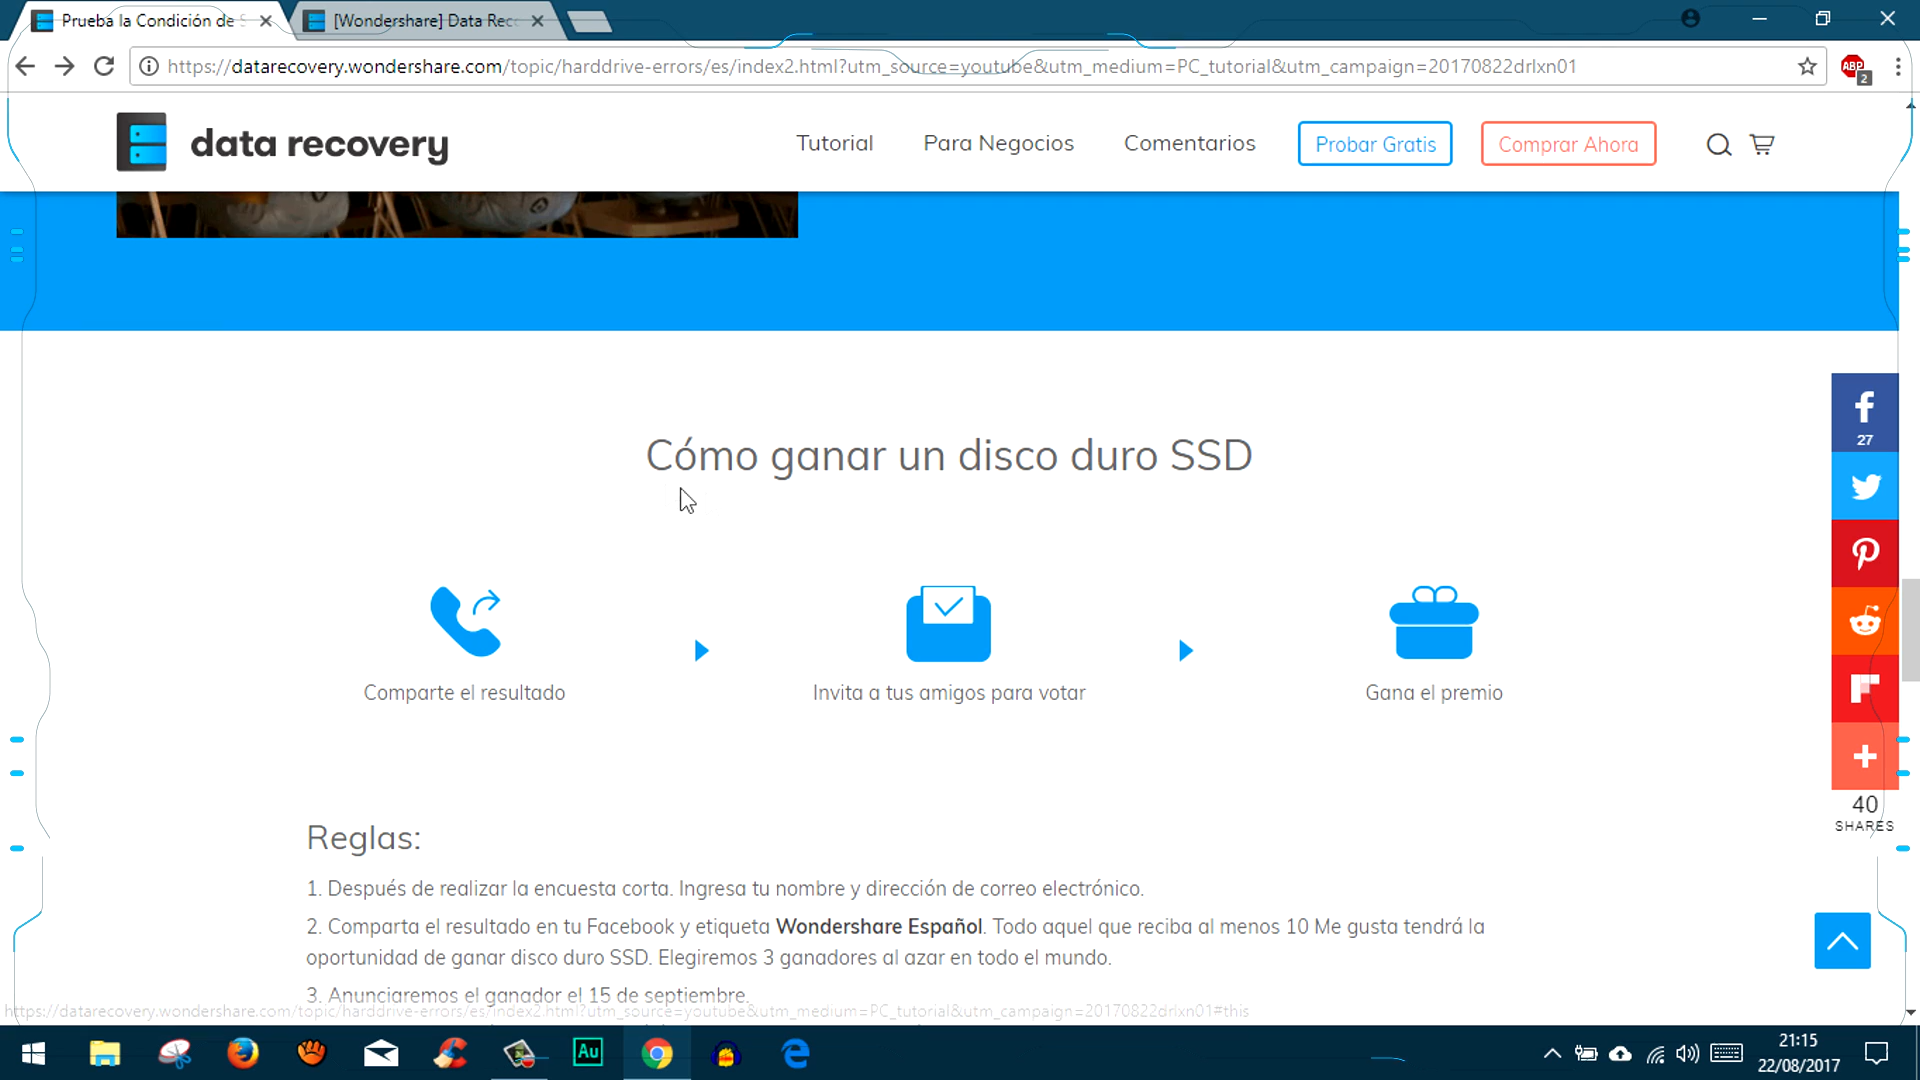 Prueba la Condición de
[Wondershare] Data Rec
https://datarecovery.wondershare.com/topic/harddrive-errors/es/index2.html?utm_source=youtube&utm_medium=PC_tutorial&utm_campaign=20170822drlxn01
ABP
2
data recovery
Tutorial
Para Negocios
Comentarios
Probar Gratis
Comprar Ahora
27
Cómo ganar un disco duro SSD
Comparte el resultado
Invita a tus amigos para votar
Gana el premio
40
SHARES
Reglas:
1. Después de realizar la encuesta corta. Ingresa tu nombre y dirección de correo electrónico.
2. Comparta el resultado en tu Facebook y etiqueta Wondershare Español. Todo aquel que reciba al menos 10 Me gusta tendrá la
oportunidad de ganar disco duro SSD. Elegiremos 3 ganadores al azar en todo el mundo.
3. Anunciaremos el ganador el 15 de septiembre.
https://datarecovery.wondershare.com/topic/harddrive-errors/es/index2.html?utm_source=youtube&utm_medium=PC_tutorial&utm_campaign=20170822drlxn01#this
Au
21:15
22/08/2017